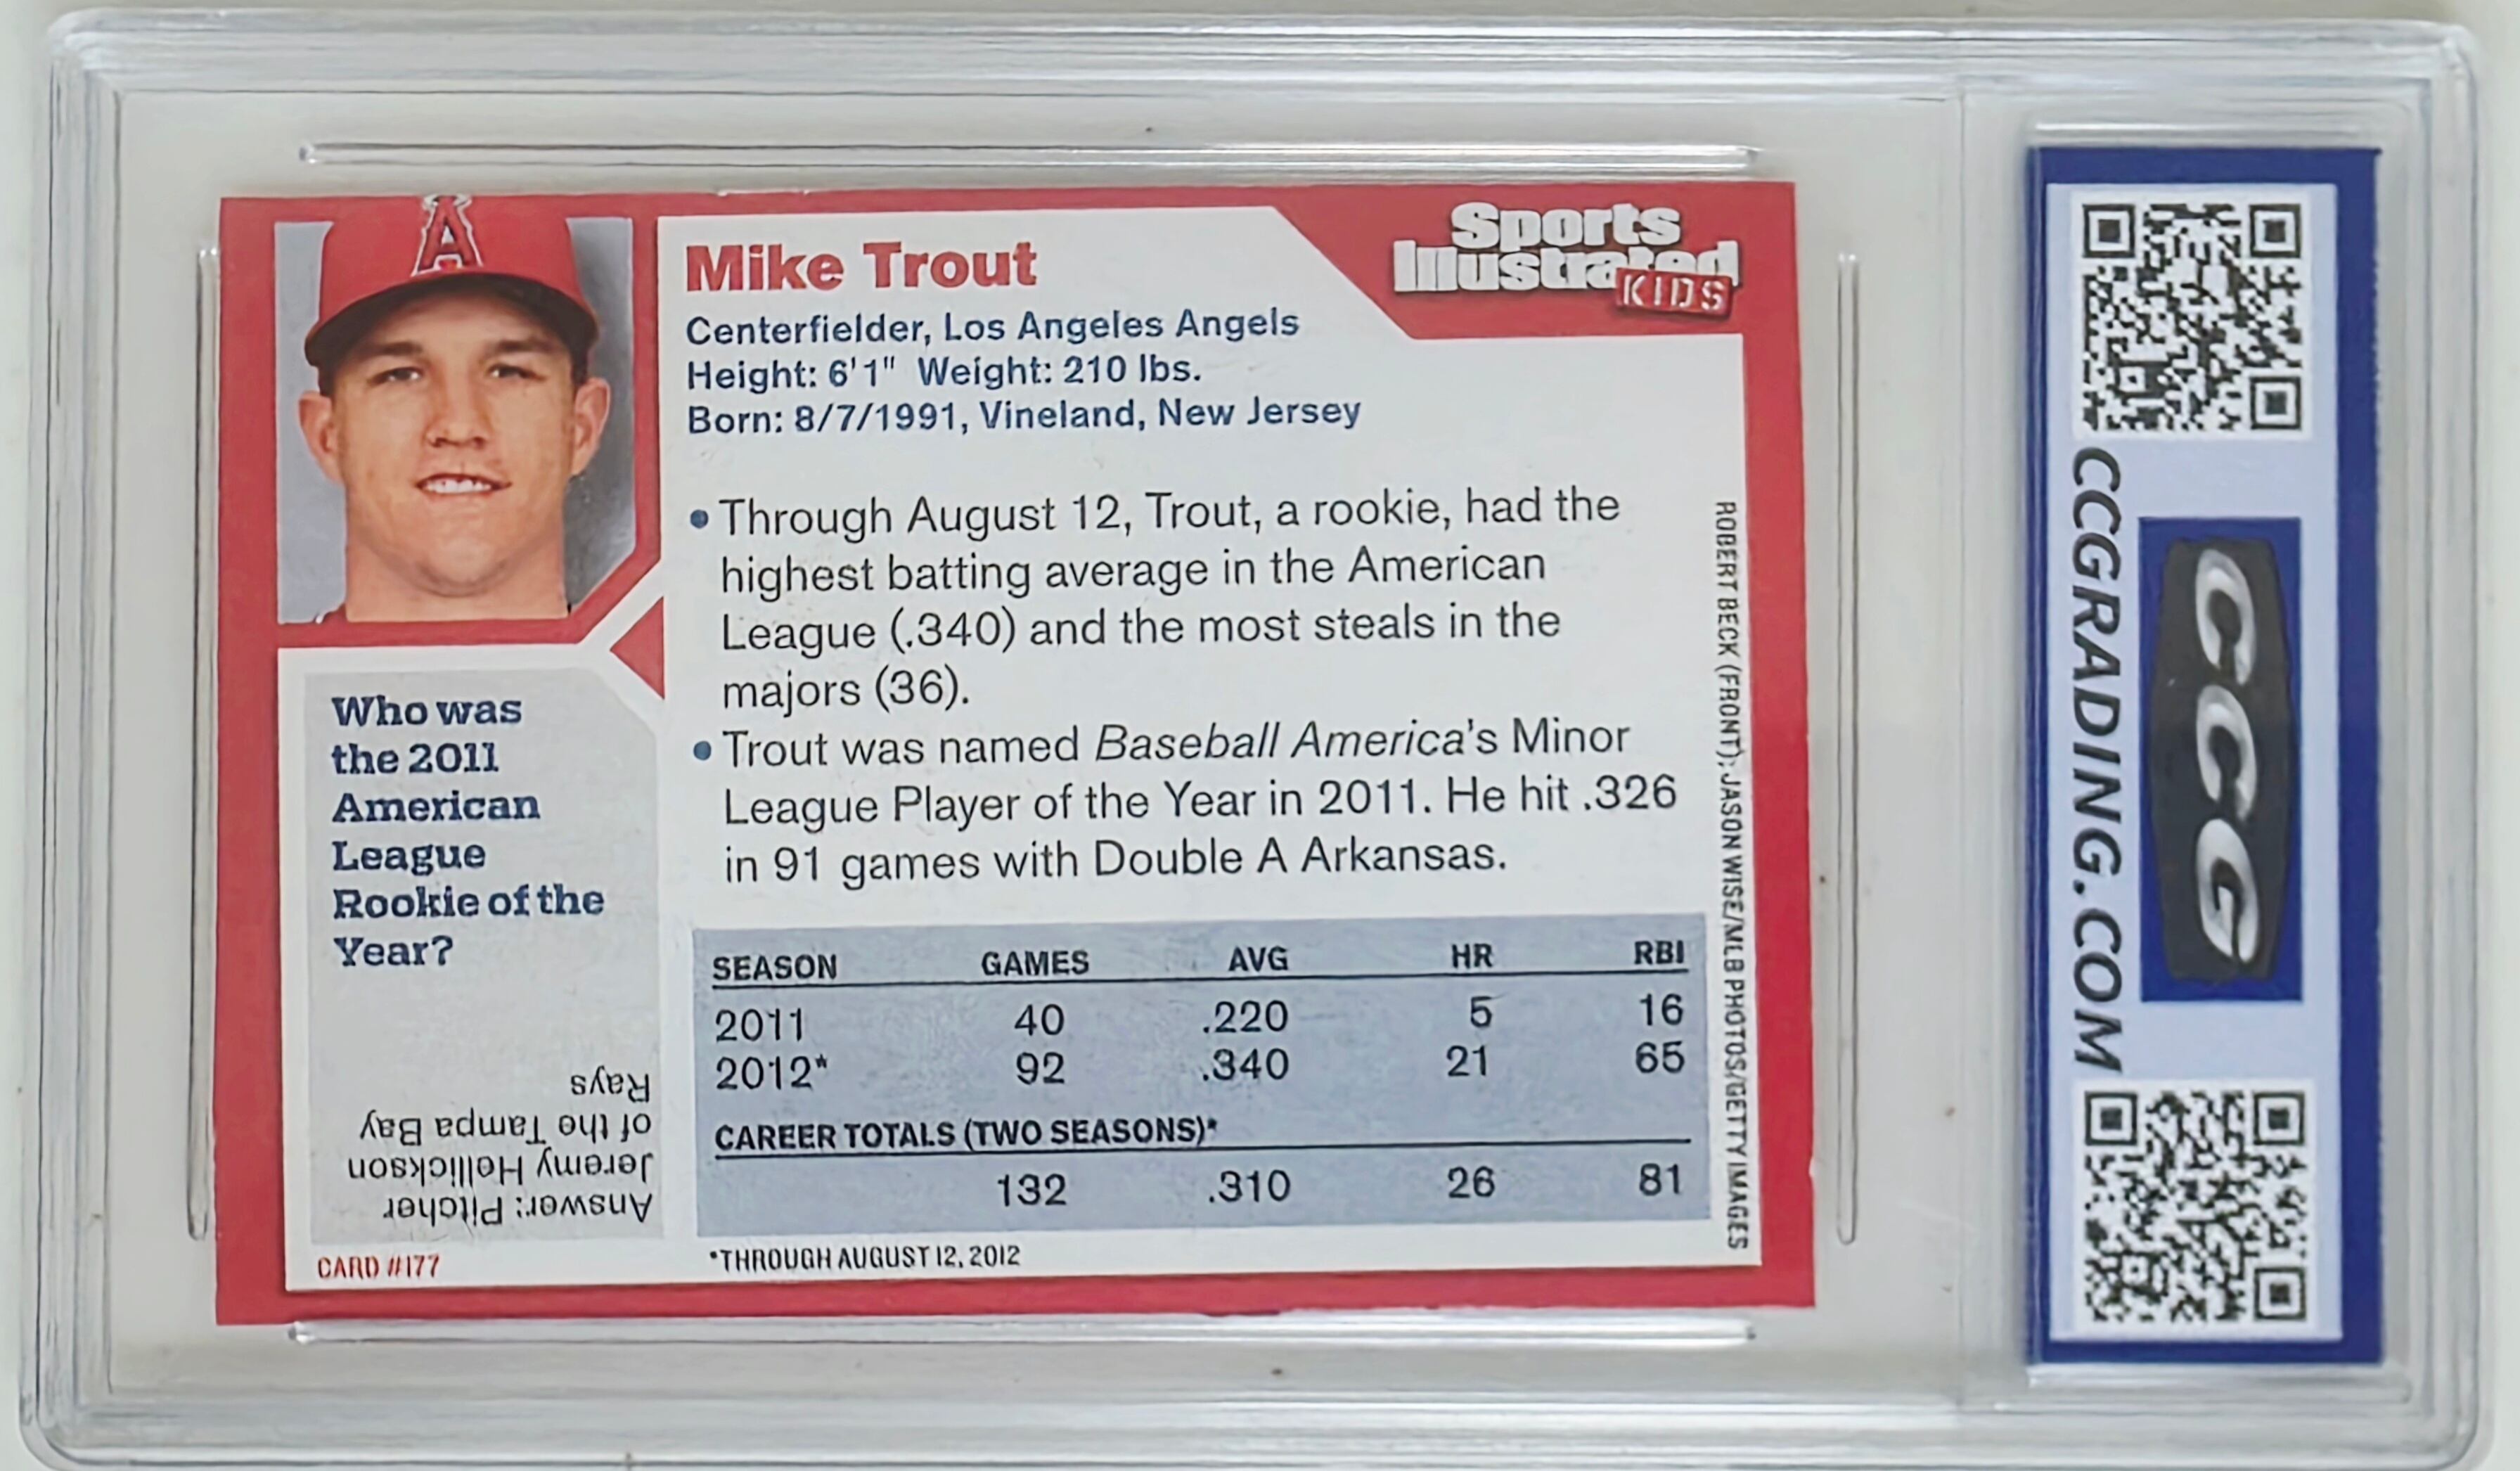 Sports
Illustrated
KIDS
Mike Trout
Centerfielder, Los Angeles Angels
Height: 6'1" Weight: 210 lbs.
Born: 8/7/1991, Vineland, New Jersey
• Through August 12, Trout, a rookie, had the
highest batting average in the American
League (.340) and the most steals in the
majors (36).
• Trout was named Baseball America's Minor
League Player of the Year in 2011. He hit .326
in 91 games with Double A Arkansas.
SEASON GAMES AVG HR RBI
2011 40 .220 5 16
2012* 92 .340 21 65
CAREER TOTALS (TWO SEASONS)*
132 .310 26 81
*THROUGH AUGUST 12, 2012
Who was
the 2011
American
League
Rookie of the
Year?
Answer: Pitcher
Jeremy Hellickson
of the Tampa Bay
Rays
CARD #177
ROBERT BECK (FRONT); JASON WISE/MLB PHOTOS/GETTY IMAGES
A
CCGRADING.COM
CCG